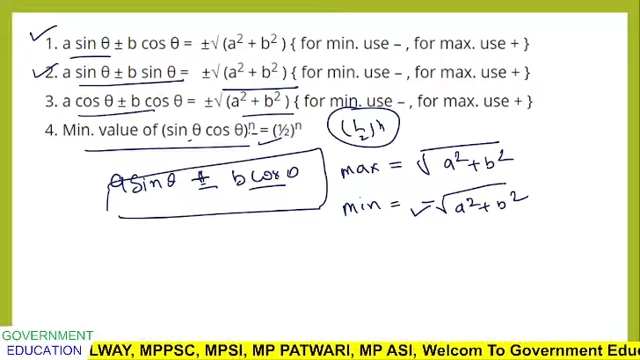 1. a sin θ ± b cos θ = ±√ (a² + b² ) { for min. use – , for max. use + }
2. a sin θ ± b sin θ = ±√ (a² + b² ) { for min. use – , for max. use + }
3. a cos θ ± b cos θ = ±√ (a² + b² ) { for min. use – , for max. use + }
4. Min. value of (sin θ cos θ)ⁿ = (½)ⁿ
(½)ⁿ
a sin θ ± b cos θ
max = √a²+b²
min = –√a²+b²
GOVERNMENT
EDUCATION
LWAY, MPPSC, MPSI, MP PATWARI, MP ASI, Welcom To Government Educ